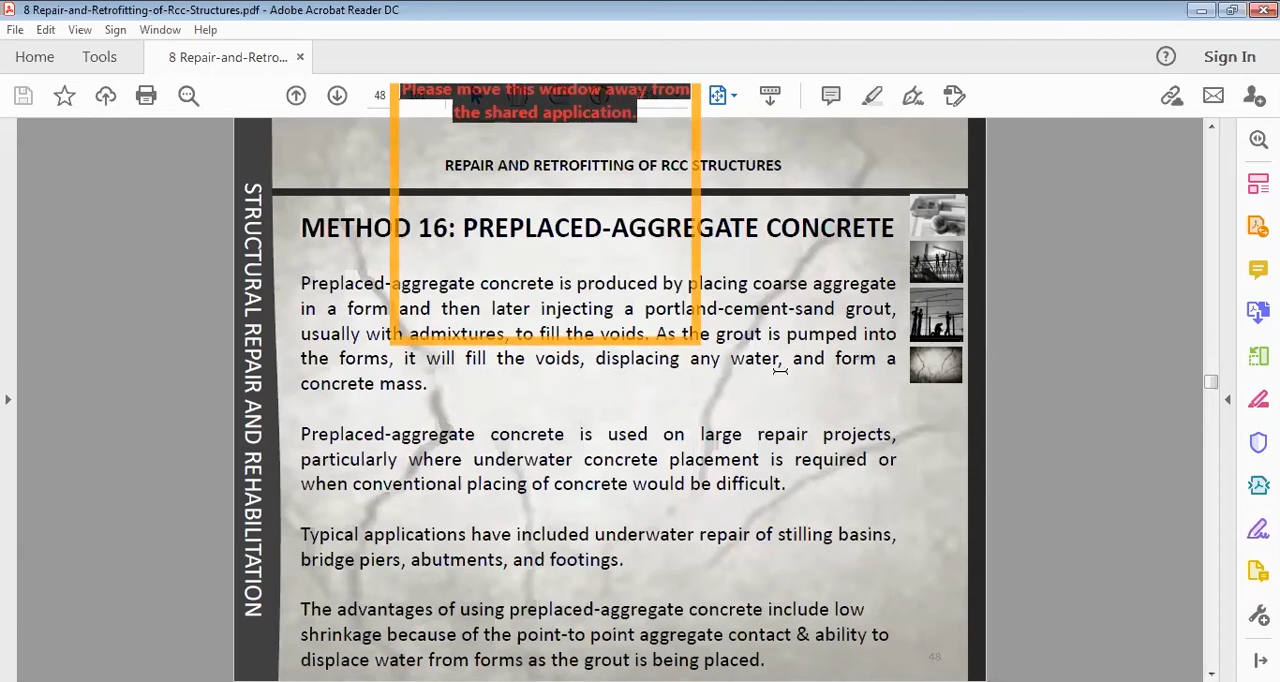 8 Repair-and-Retrofitting-of-Rcc-Structures.pdf - Adobe Acrobat Reader DC
File Edit View Sign Window Help
Home Tools 8 Repair-and-Retro... × Sign In
48
Please move this window away from
the shared application.
REPAIR AND RETROFITTING OF RCC STRUCTURES
STRUCTURAL REPAIR AND REHABILITATION
METHOD 16: PREPLACED-AGGREGATE CONCRETE
Preplaced-aggregate concrete is produced by placing coarse aggregate
in a form and then later injecting a portland-cement-sand grout,
usually with admixtures, to fill the voids. As the grout is pumped into
the forms, it will fill the voids, displacing any water, and form a
concrete mass.
Preplaced-aggregate concrete is used on large repair projects,
particularly where underwater concrete placement is required or
when conventional placing of concrete would be difficult.
Typical applications have included underwater repair of stilling basins,
bridge piers, abutments, and footings.
The advantages of using preplaced-aggregate concrete include low
shrinkage because of the point-to point aggregate contact & ability to
displace water from forms as the grout is being placed.
48